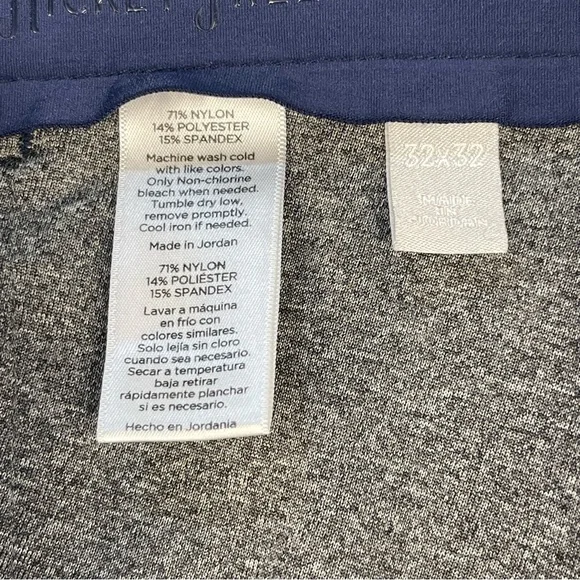 HICKEY FREE
71% NYLON
14% POLYESTER
15% SPANDEX
Machine wash cold
with like colors.
Only Non-chlorine
bleach when needed.
Tumble dry low,
remove promptly.
Cool iron if needed.
Made in Jordan
71% NYLON
14% POLIÉSTER
15% SPANDEX
Lavar a máquina
en frío con
colores similares.
Solo lejía sin cloro
cuando sea necesario.
Secar a temperatura
baja retirar
rápidamente planchar
si es necesario.
Hecho en Jordania
32x32